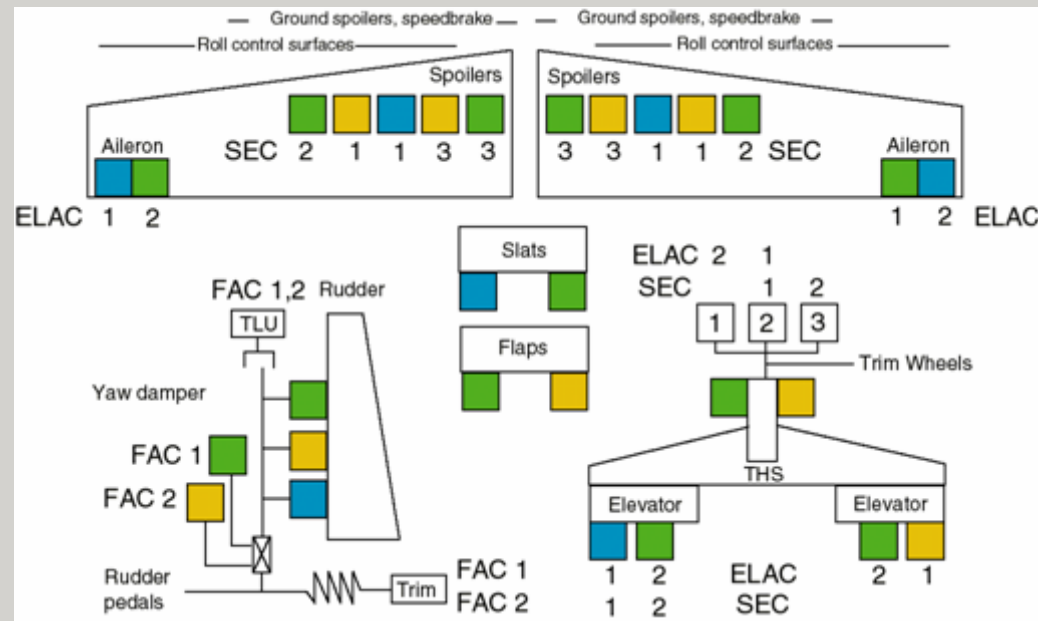 Ground spoilers, speedbrake Ground spoilers, speedbrake
Roll control surfaces Roll control surfaces
Spoilers Spoilers
Aileron SEC 2 1 1 3 3 3 3 1 1 2 SEC Aileron
ELAC 1 2 1 2 ELAC
Slats
ELAC 2 1
SEC 1 2
FAC 1,2 Rudder
TLU 1 2 3
Flaps
Trim Wheels
Yaw damper
FAC 1
THS
FAC 2
Elevator Elevator
Rudder
pedals
Trim
FAC 1
FAC 2
1 2 ELAC 2 1
1 2 SEC